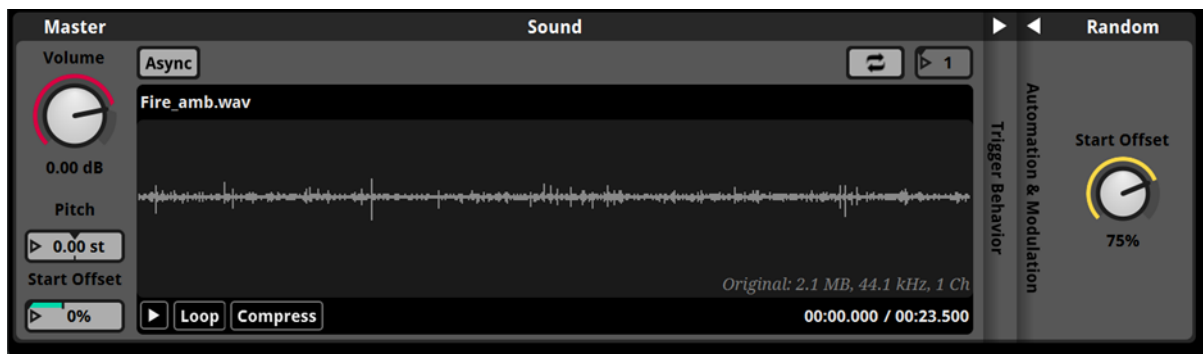 Master
Sound
Random
Volume
0.00 dB
Pitch
0.00 st
Start Offset
0%
Async
1
Fire_amb.wav
Original: 2.1 MB, 44.1 kHz, 1 Ch
Loop
Compress
00:00.000 / 00:23.500
Trigger Behavior
Automation & Modulation
Start Offset
75%